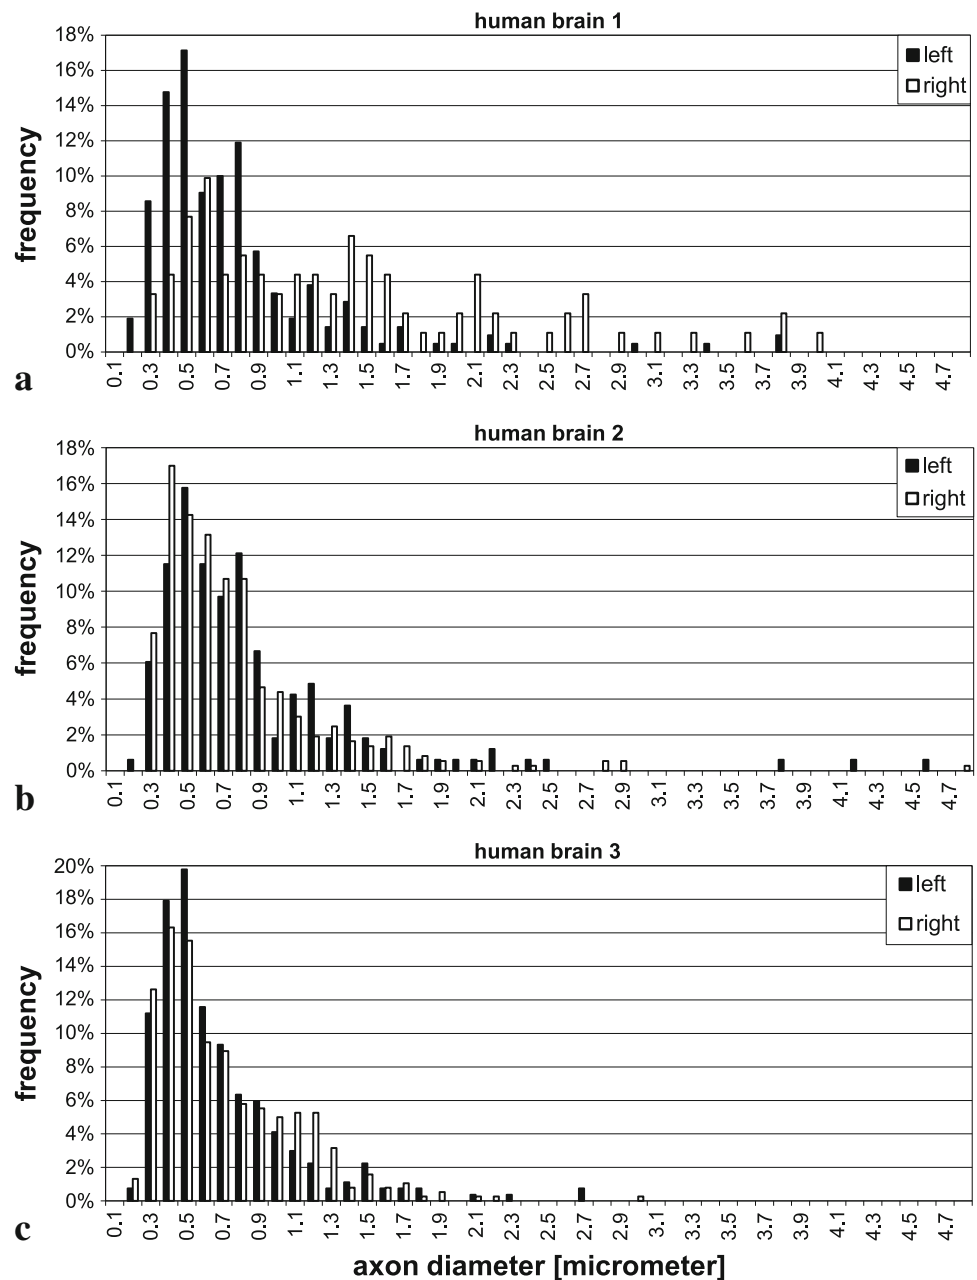 human brain 1
18%
16%
14%
12%
10%
8%
6%
4%
2%
0%
frequency
left
right
0.1 0.3 0.5 0.7 0.9 1.1 1.3 1.5 1.7 1.9 2.1 2.3 2.5 2.7 2.9 3.1 3.3 3.5 3.7 3.9 4.1 4.3 4.5 4.7
a
human brain 2
18%
16%
14%
12%
10%
8%
6%
4%
2%
0%
frequency
left
right
0.1 0.3 0.5 0.7 0.9 1.1 1.3 1.5 1.7 1.9 2.1 2.3 2.5 2.7 2.9 3.1 3.3 3.5 3.7 3.9 4.1 4.3 4.5 4.7
b
human brain 3
20%
18%
16%
14%
12%
10%
8%
6%
4%
2%
0%
frequency
left
right
0.1 0.3 0.5 0.7 0.9 1.1 1.3 1.5 1.7 1.9 2.1 2.3 2.5 2.7 2.9 3.1 3.3 3.5 3.7 3.9 4.1 4.3 4.5 4.7
c
axon diameter [micrometer]